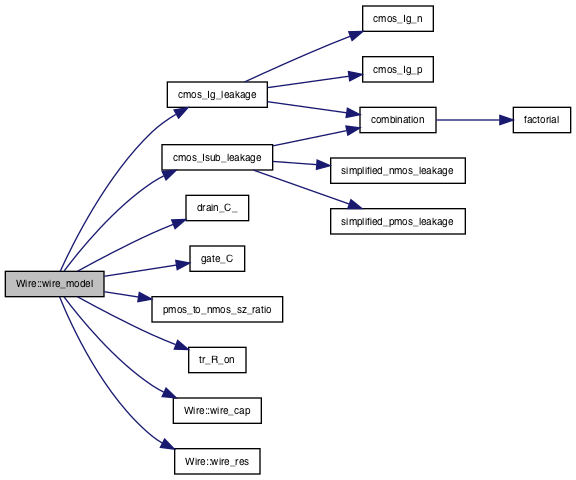 cmos_Ig_n
cmos_Ig_p
cmos_Ig_leakage
combination
factorial
cmos_Isub_leakage
simplified_nmos_leakage
drain_C_
simplified_pmos_leakage
gate_C
Wire::wire_model
pmos_to_nmos_sz_ratio
tr_R_on
Wire::wire_cap
Wire::wire_res